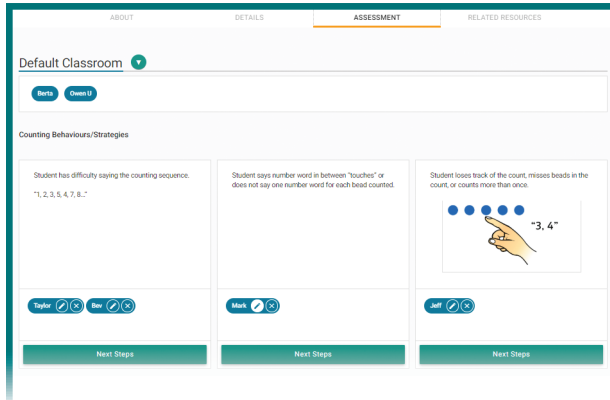 ABOUT
DETAILS
ASSESSMENT
RELATED RESOURCES
Default Classroom
Berta
Owen U
Counting Behaviours/Strategies
Student has difficulty saying the counting sequence.
"1, 2, 3, 5, 4, 7, 8..."
Student says number word in between "touches" or
does not say one number word for each bead counted.
Student loses track of the count, misses beads in the
count, or counts more than once.
"3, 4"
Taylor
Bev
Mark
Jeff
Next Steps
Next Steps
Next Steps